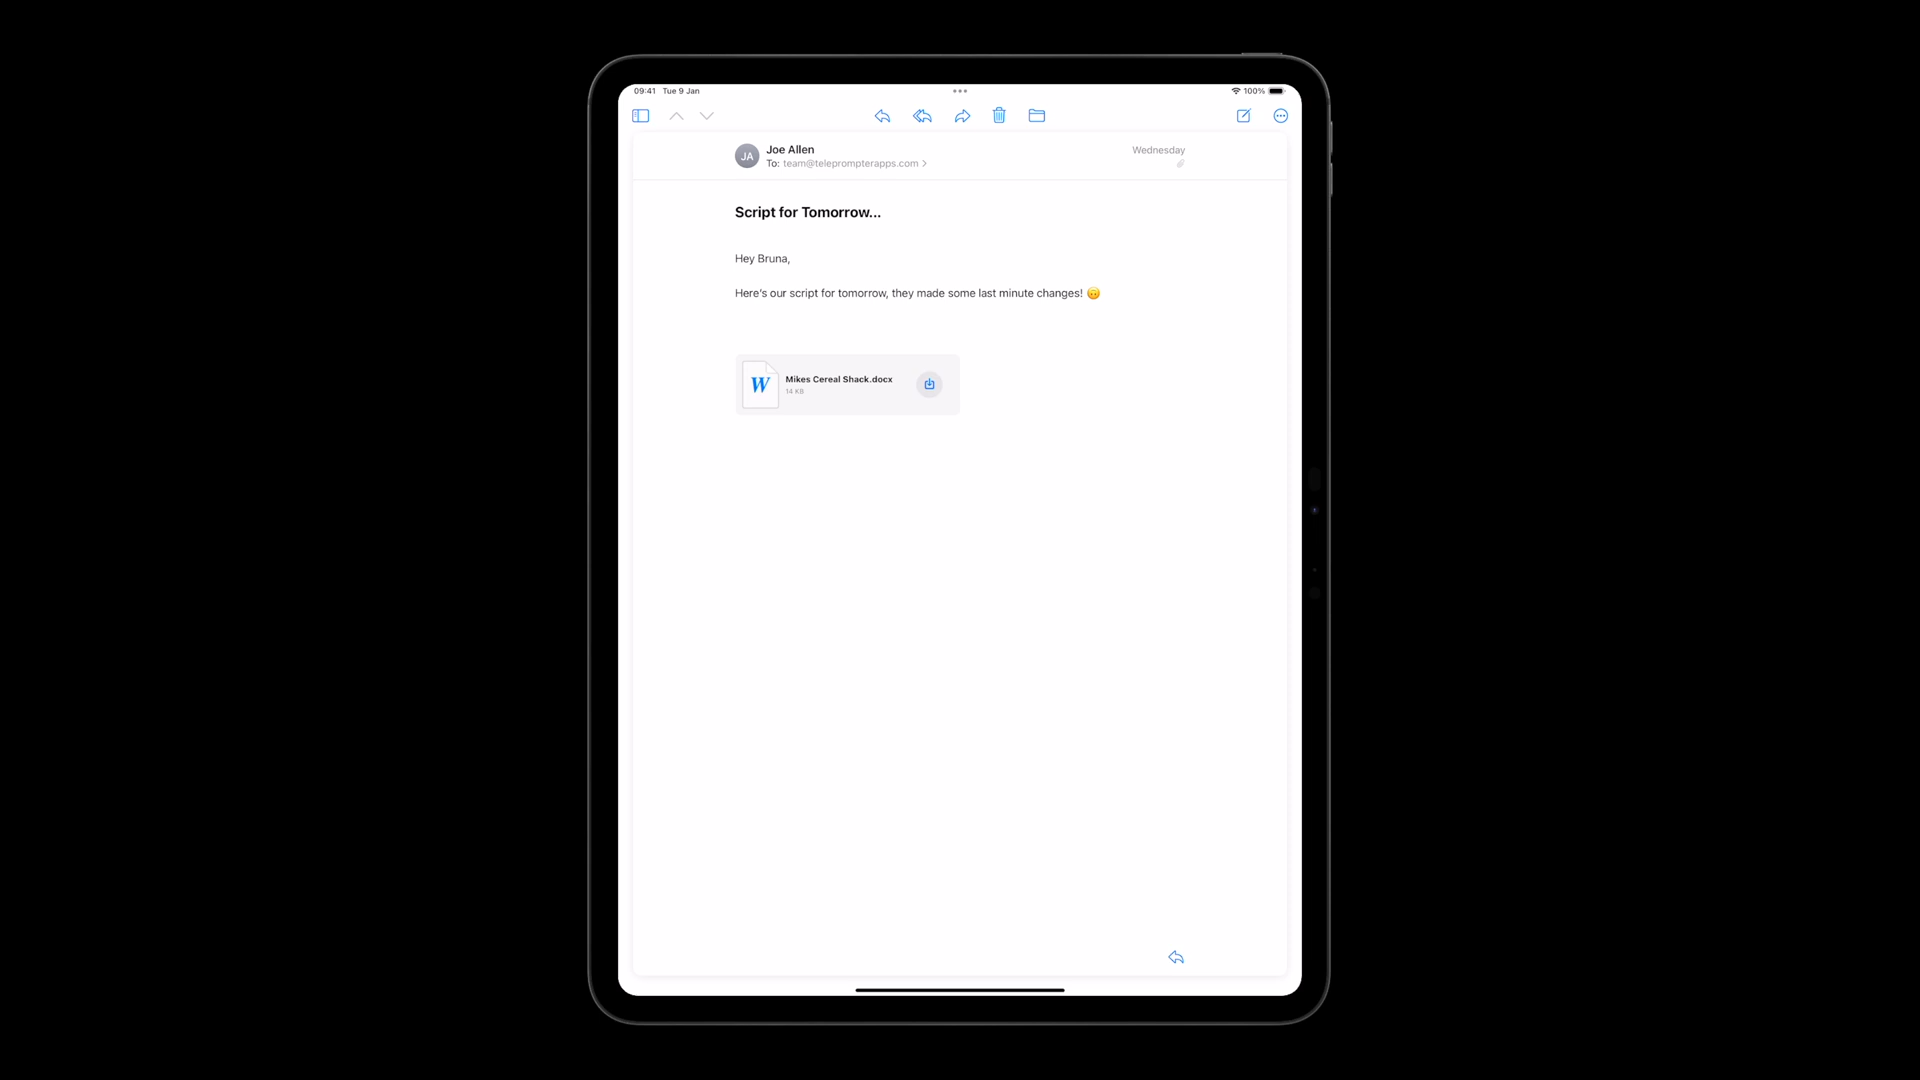 09:41 Tue 9 Jan
100%
JA
Joe Allen
Wednesday
To: team@teleprompterapps.com
Script for Tomorrow...
Hey Bruna,
Here's our script for tomorrow, they made some last minute changes! 🙃
W
Mikes Cereal Shack.docx
14 KB